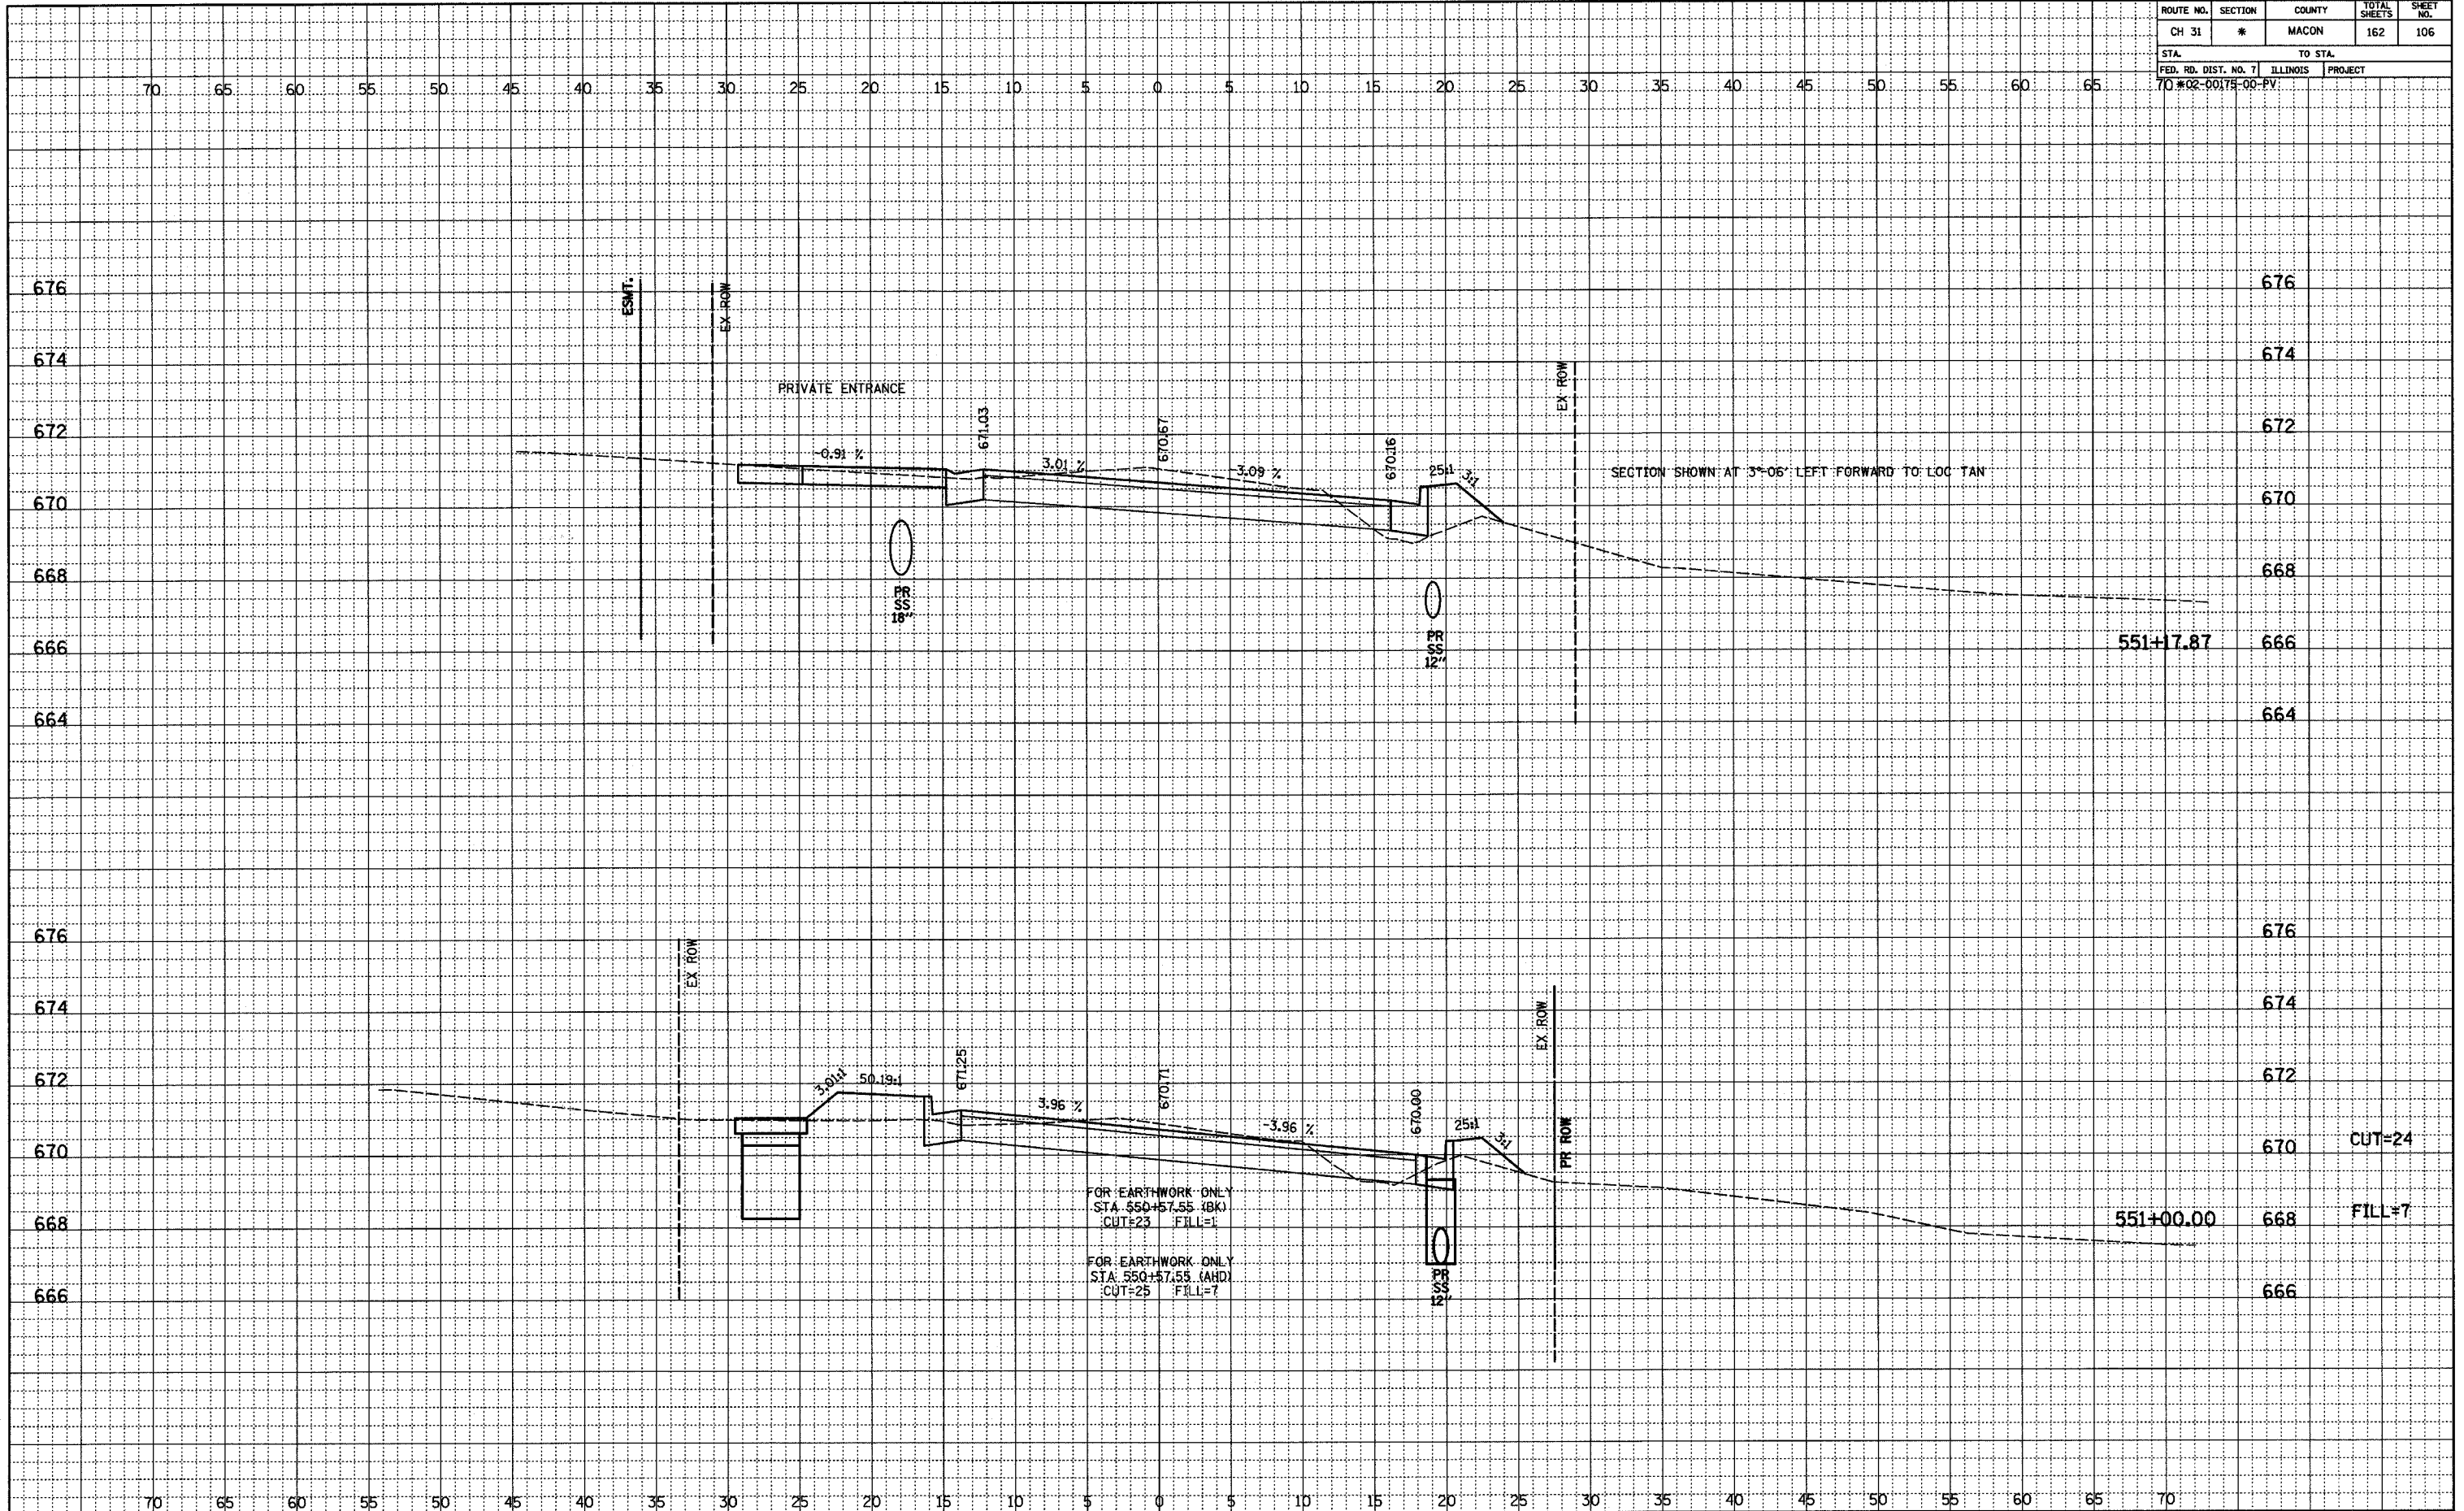 ROUTE NO. SECTION COUNTY TOTAL SHEETS SHEET NO.
CH 31 * MACON 162 106
STA. TO STA.
FED. RD. DIST. NO. 7 ILLINOIS PROJECT
*02-00175-00-PV
70 65 60 55 50 45 40 35 30 25 20 15 10 5 0 5 10 15 20 25 30 35 40 45 50 55 60 65 70
676 676
ESMT.
EX ROW
674 674
EX ROW
PRIVATE ENTRANCE
672 672
671.03
670.67
670.16
-0.91 %
3.01 %
-3.09 %
25:1
3:1
SECTION SHOWN AT 3°-06' LEFT FORWARD TO LOC TAN
670 670
668 668
PR
SS
18"
PR
SS
12"
551+17.87
666 666
664 664
676 676
EX ROW
674 674
EX ROW
672 672
671.25
670.71
670.00
3.01:1
50.19:1
3.96 %
-3.96 %
25:1
3:1
PR ROW
670 670
CUT=24
FOR EARTHWORK ONLY
STA 550+57.55 (BK)
CUT=23 FILL=1
668 668
551+00.00
FILL=7
FOR EARTHWORK ONLY
STA 550+57.55 (AHD)
CUT=25 FILL=7
PR
SS
12"
666 666
70 65 60 55 50 45 40 35 30 25 20 15 10 5 0 5 10 15 20 25 30 35 40 45 50 55 60 65 70